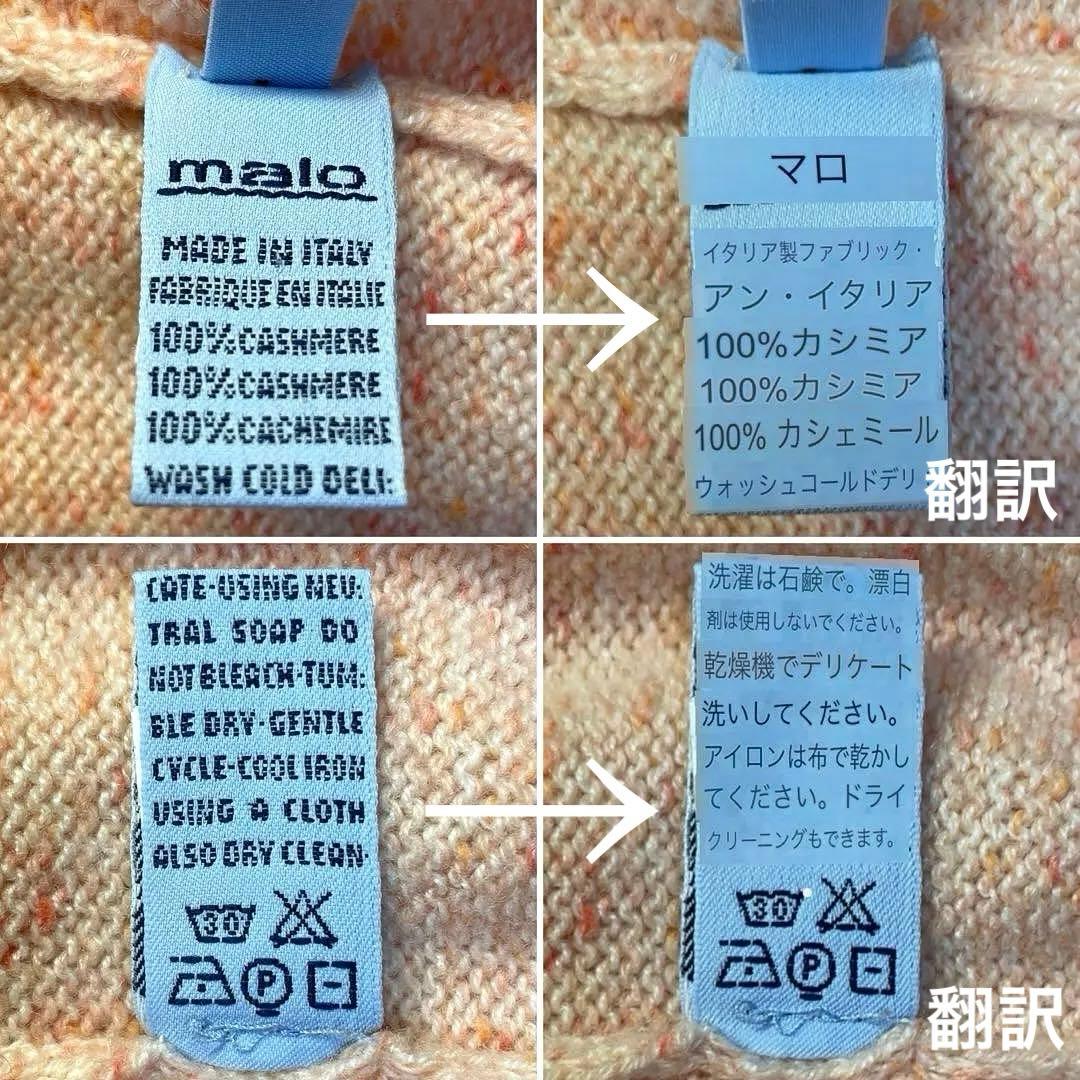 malo
MADE IN ITALY
FABRIQUE EN ITALIE
100% CASHMERE
100% CASHMERE
100% CACHEMIRE
WASH COLD DELI:
マロ
イタリア製ファブリック・
アン・イタリア
100%カシミア
100%カシミア
100% カシェミール
ウォッシュコールドデリ
翻訳
CATE-USING NEU:
TRAL SOAP DO
NOT BLEACH-TUM:
BLE DRY-GENTLE
CYCLE-COOL IRON
USING A CLOTH
ALSO DRY CLEAN-
30
P
洗濯は石鹸で。漂白
剤は使用しないでください。
乾燥機でデリケート
洗いしてください。
アイロンは布で乾かし
てください。ドライ
クリーニングもできます。
30
P
翻訳